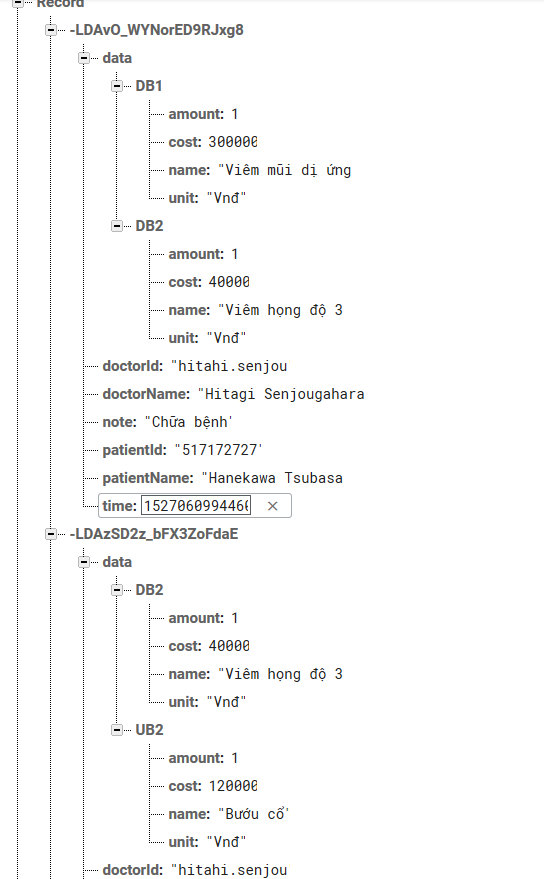 Record
-LDAvO_WYNorED9RJxg8
data
DB1
amount: 1
cost: 300000
name: "Viêm mũi dị ứng
unit: "Vnđ"
DB2
amount: 1
cost: 40000
name: "Viêm họng độ 3
unit: "Vnđ"
doctorId: "hitahi.senjou
doctorName: "Hitagi Senjougahara
note: "Chữa bệnh'
patientId: "517172727'
patientName: "Hanekawa Tsubasa
time: 1527060994460
-LDAzSD2z_bFX3ZoFdaE
data
DB2
amount: 1
cost: 40000
name: "Viêm họng độ 3
unit: "Vnđ"
UB2
amount: 1
cost: 120000
name: "Bướu cổ'
unit: "Vnđ"
doctorId: "hitahi.senjou